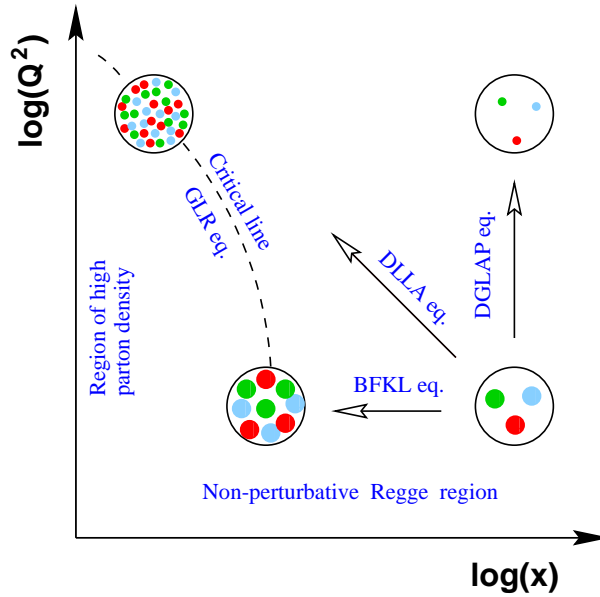 log(Q²)
Critical line
GLR eq.
DLLA eq.
DGLAP eq.
Region of high
parton density
BFKL eq.
Non-perturbative Regge region
log(x)